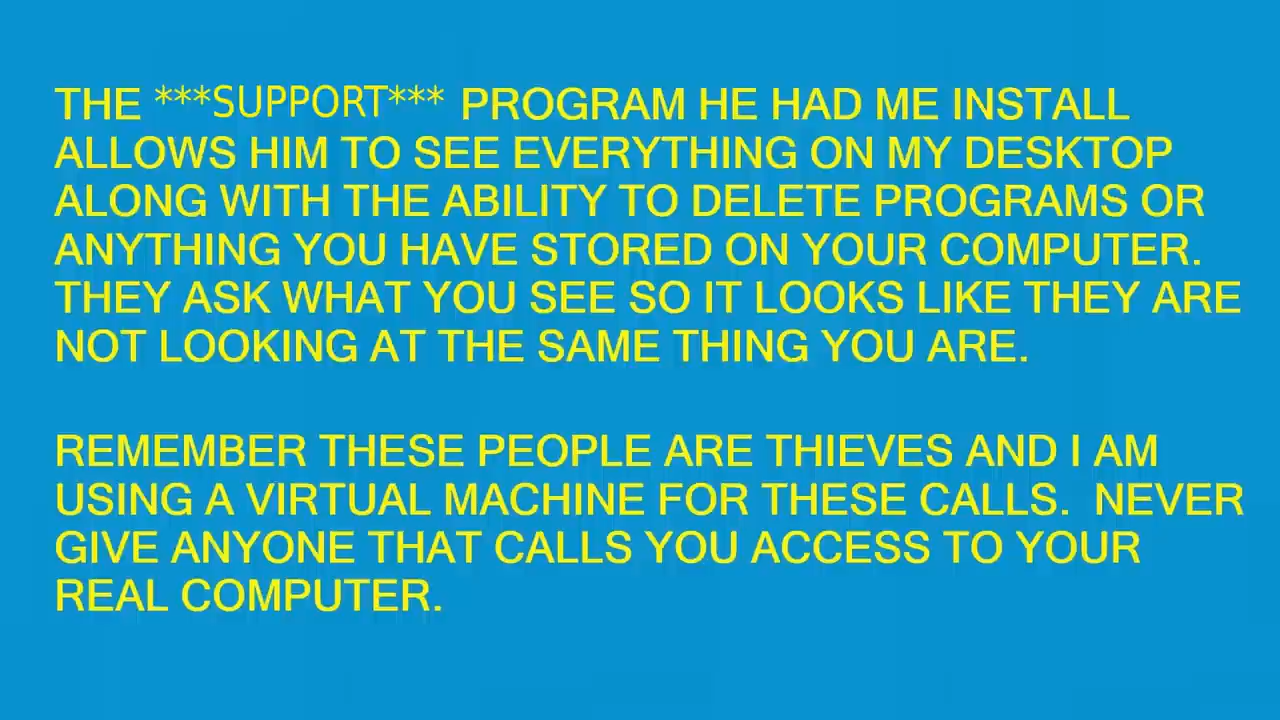 THE ***SUPPORT*** PROGRAM HE HAD ME INSTALL
ALLOWS HIM TO SEE EVERYTHING ON MY DESKTOP
ALONG WITH THE ABILITY TO DELETE PROGRAMS OR
ANYTHING YOU HAVE STORED ON YOUR COMPUTER.
THEY ASK WHAT YOU SEE SO IT LOOKS LIKE THEY ARE
NOT LOOKING AT THE SAME THING YOU ARE.
REMEMBER THESE PEOPLE ARE THIEVES AND I AM
USING A VIRTUAL MACHINE FOR THESE CALLS.  NEVER
GIVE ANYONE THAT CALLS YOU ACCESS TO YOUR
REAL COMPUTER.